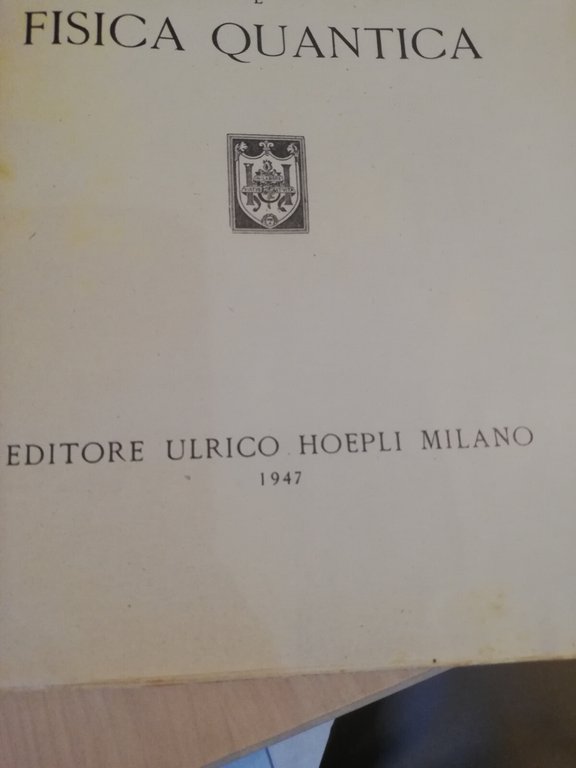 E
FISICA QUANTICA
EDITORE ULRICO HOEPLI MILANO
1947